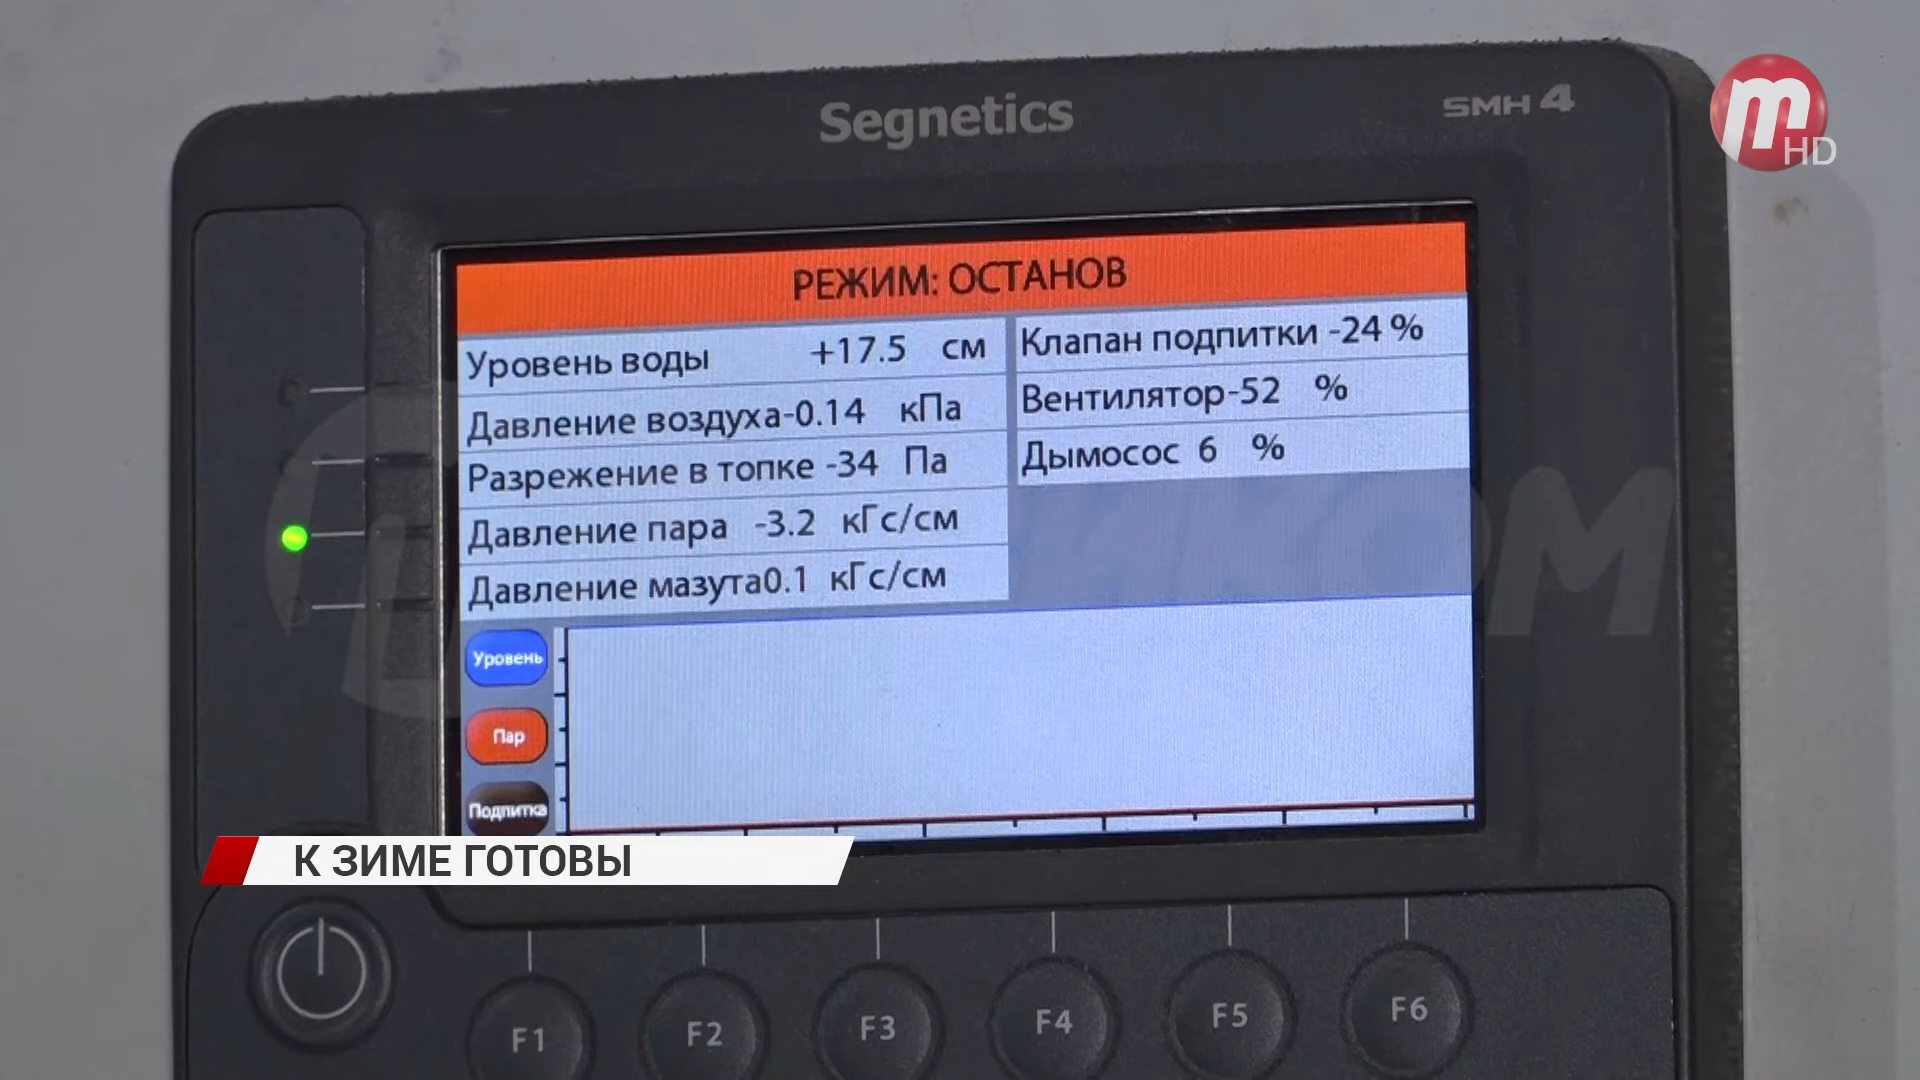 Segnetics
SMH 4
m HD
РЕЖИМ: ОСТАНОВ
Уровень воды +17.5 см
Клапан подпитки -24 %
Давление воздуха-0.14 кПа
Вентилятор-52 %
Разрежение в топке -34 Па
Дымосос 6 %
Давление пара -3.2 кГс/см
Давление мазута0.1 кГс/см
Уровень
Пар
Подпитка
К ЗИМЕ ГОТОВЫ
F1 F2 F3 F4 F5 F6